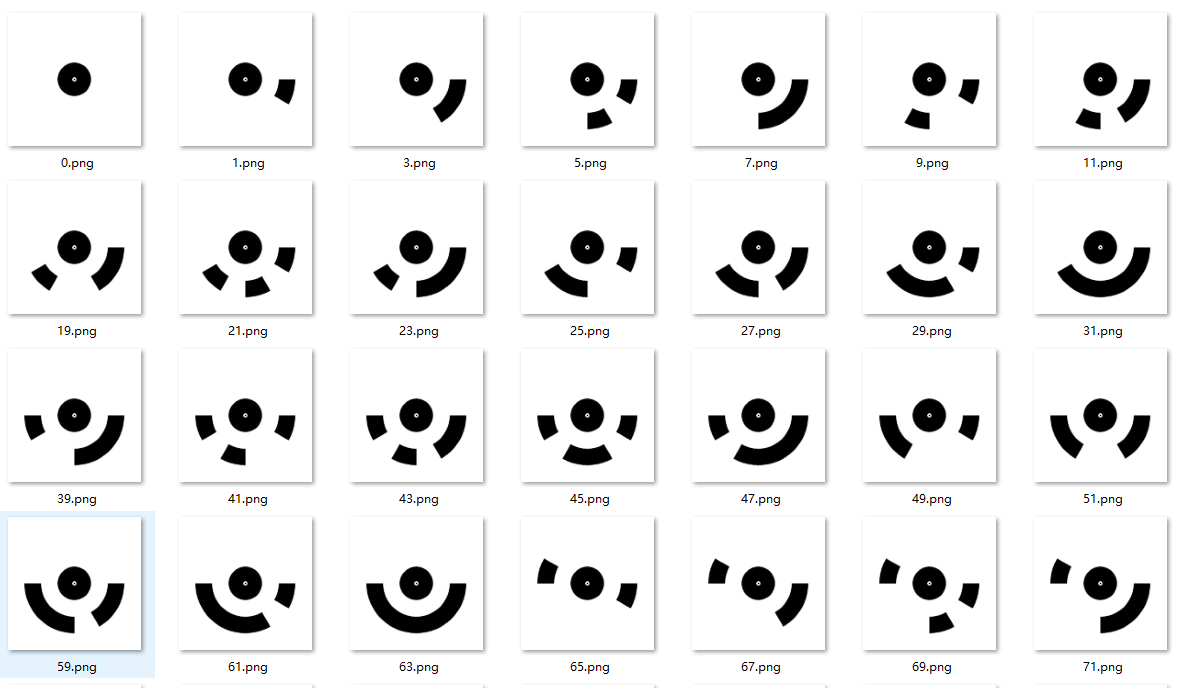 0.png 1.png 3.png 5.png 7.png 9.png 11.png
19.png 21.png 23.png 25.png 27.png 29.png 31.png
39.png 41.png 43.png 45.png 47.png 49.png 51.png
59.png 61.png 63.png 65.png 67.png 69.png 71.png